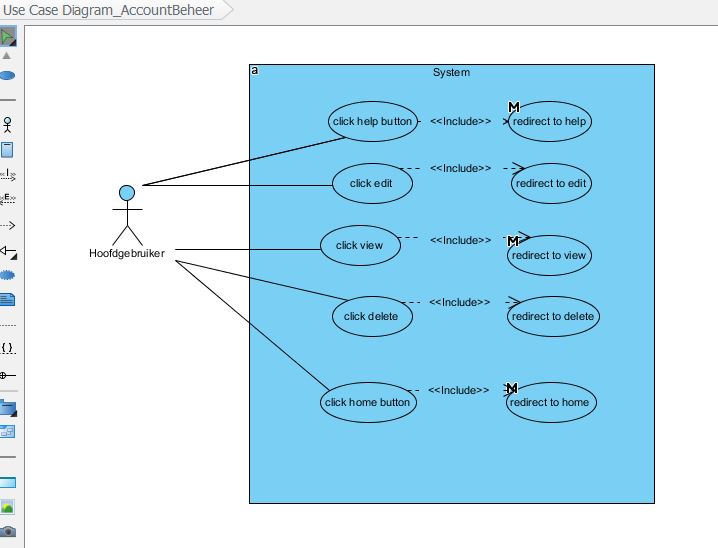 Use Case Diagram_AccountBeheer
a
System
click help button
<<Include>>
M
redirect to help
click edit
<<Include>>
redirect to edit
Hoofdgebruiker
click view
<<Include>>
M
redirect to view
click delete
<<Include>>
redirect to delete
click home button
<<Include>>
M
redirect to home